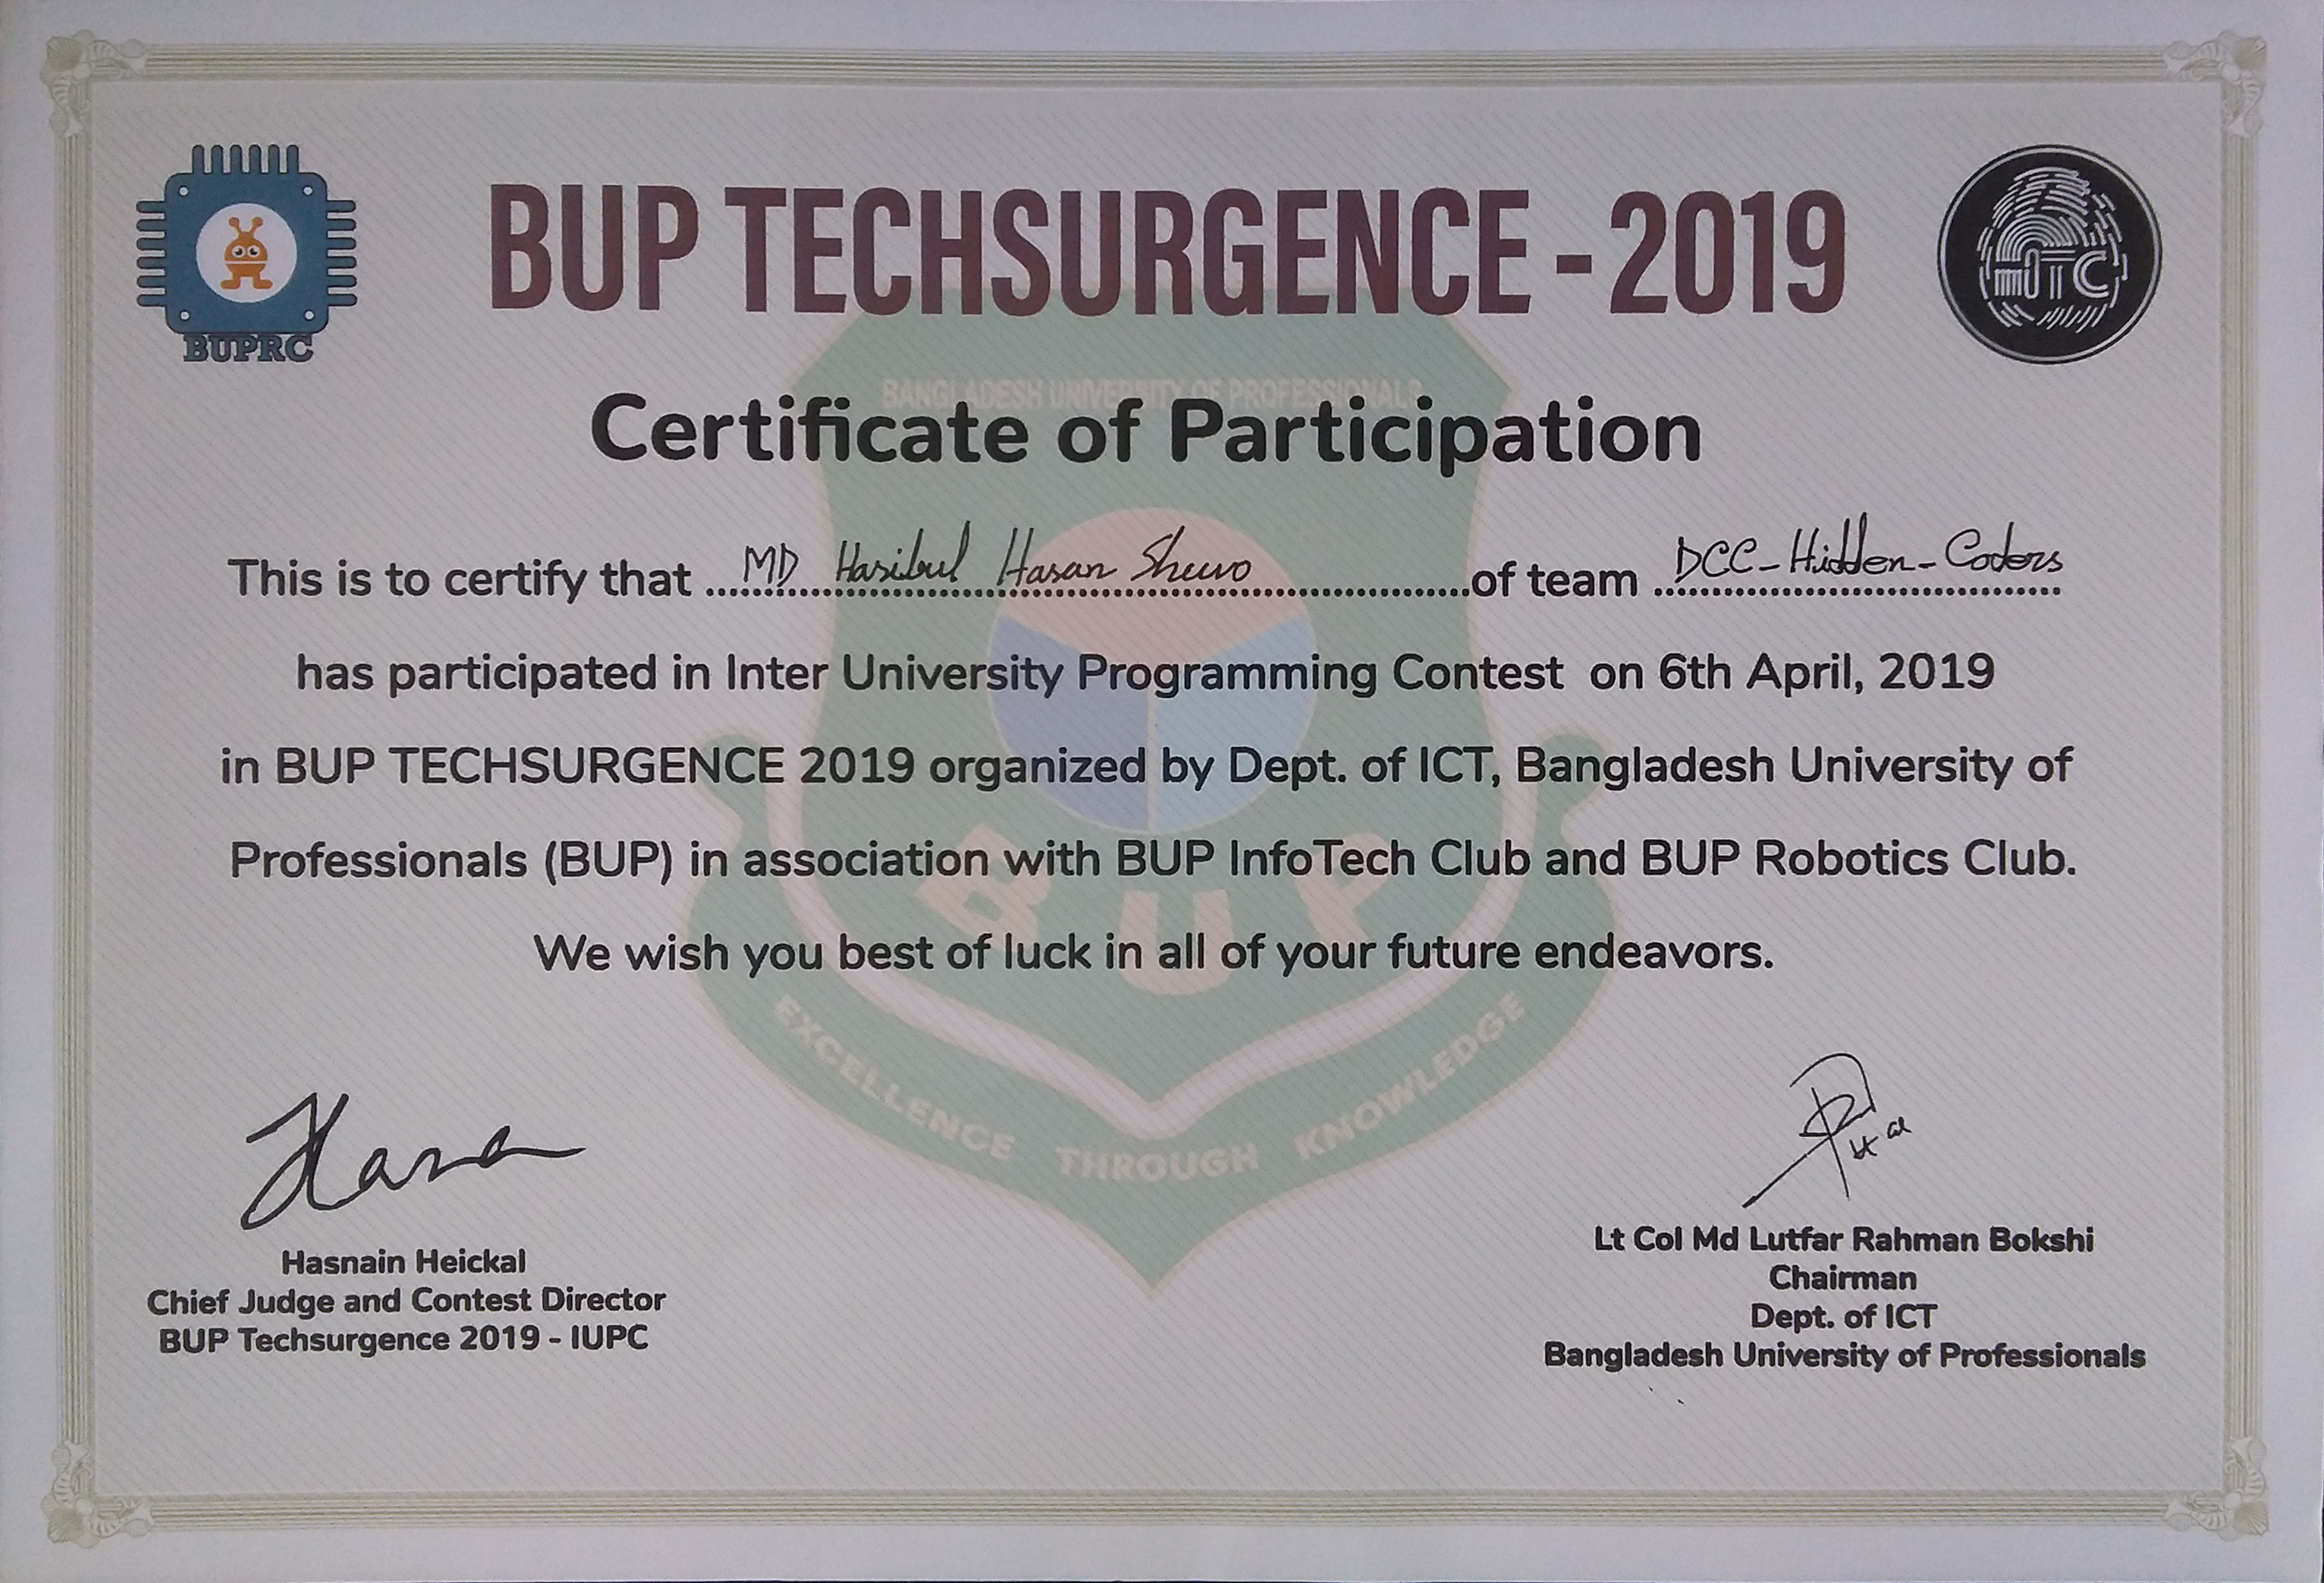 BUPRC
BUP TECHSURGENCE - 2019
ITC
BANGLADESH UNIVERSITY OF PROFESSIONALS
Certificate of Participation
This is to certify that MD Hasibul Hasan Shuvo of team DCC-Hidden-Coders
has participated in Inter University Programming Contest on 6th April, 2019
in BUP TECHSURGENCE 2019 organized by Dept. of ICT, Bangladesh University of
Professionals (BUP) in association with BUP InfoTech Club and BUP Robotics Club.
BUP
We wish you best of luck in all of your future endeavors.
EXCELLENCE THROUGH KNOWLEDGE
Hasnain Heickal
Chief Judge and Contest Director
BUP Techsurgence 2019 - IUPC
Lt Col
Lt Col Md Lutfar Rahman Bokshi
Chairman
Dept. of ICT
Bangladesh University of Professionals